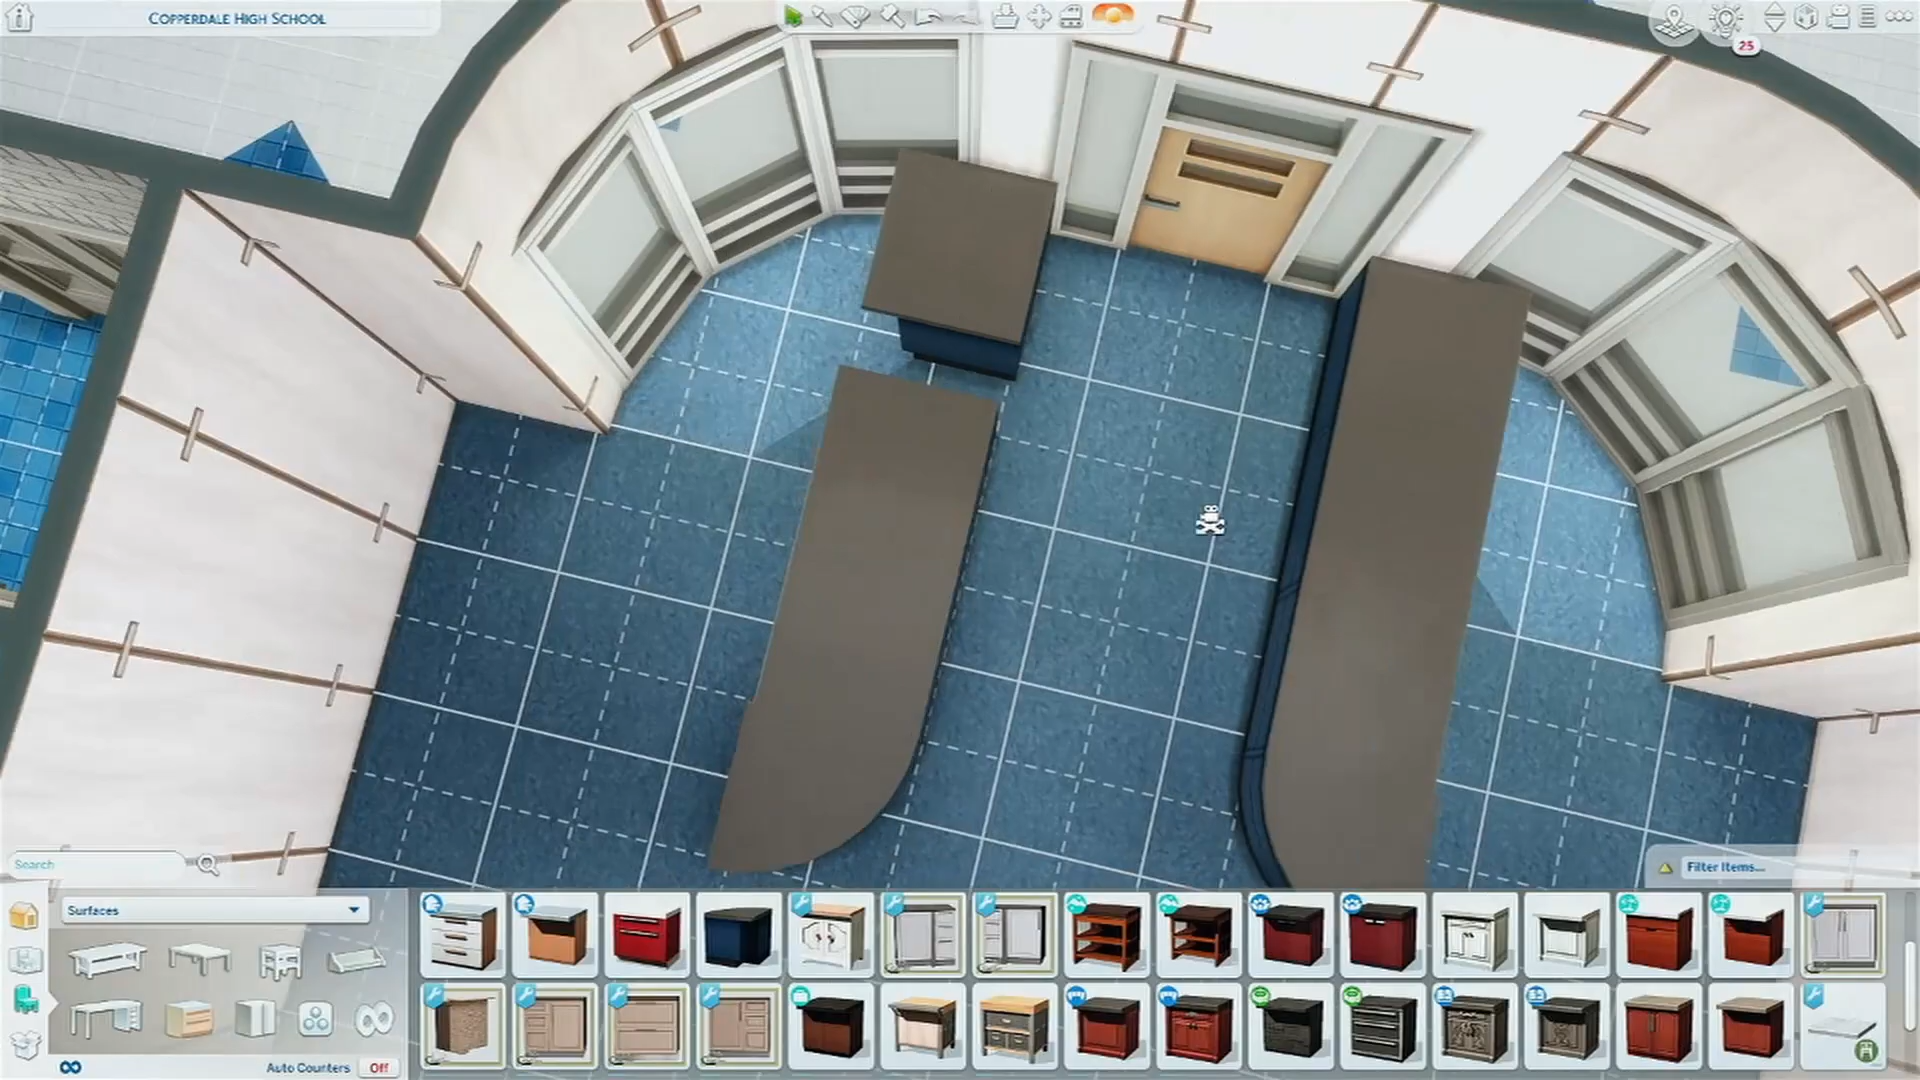 COPPERDALE HIGH SCHOOL
25
Search
Filter Items...
Surfaces
Auto Counters
Off